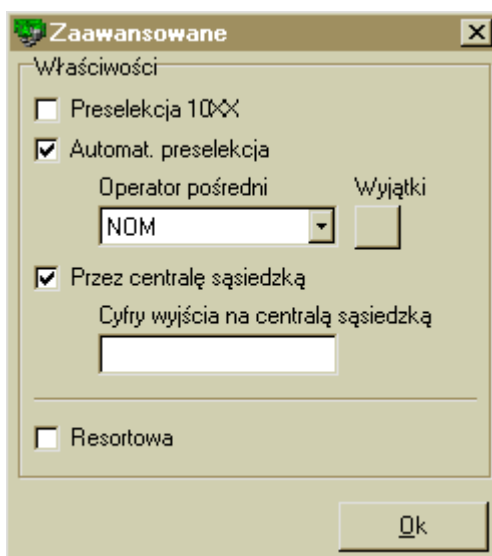 Zaawansowane
Właściwości
Preselekcja 10XX
Automat. preselekcja
Operator pośredni Wyjątki
NOM
Przez centralę sąsiedzką
Cyfry wyjścia na centralą sąsiedzką
Resortowa
Ok